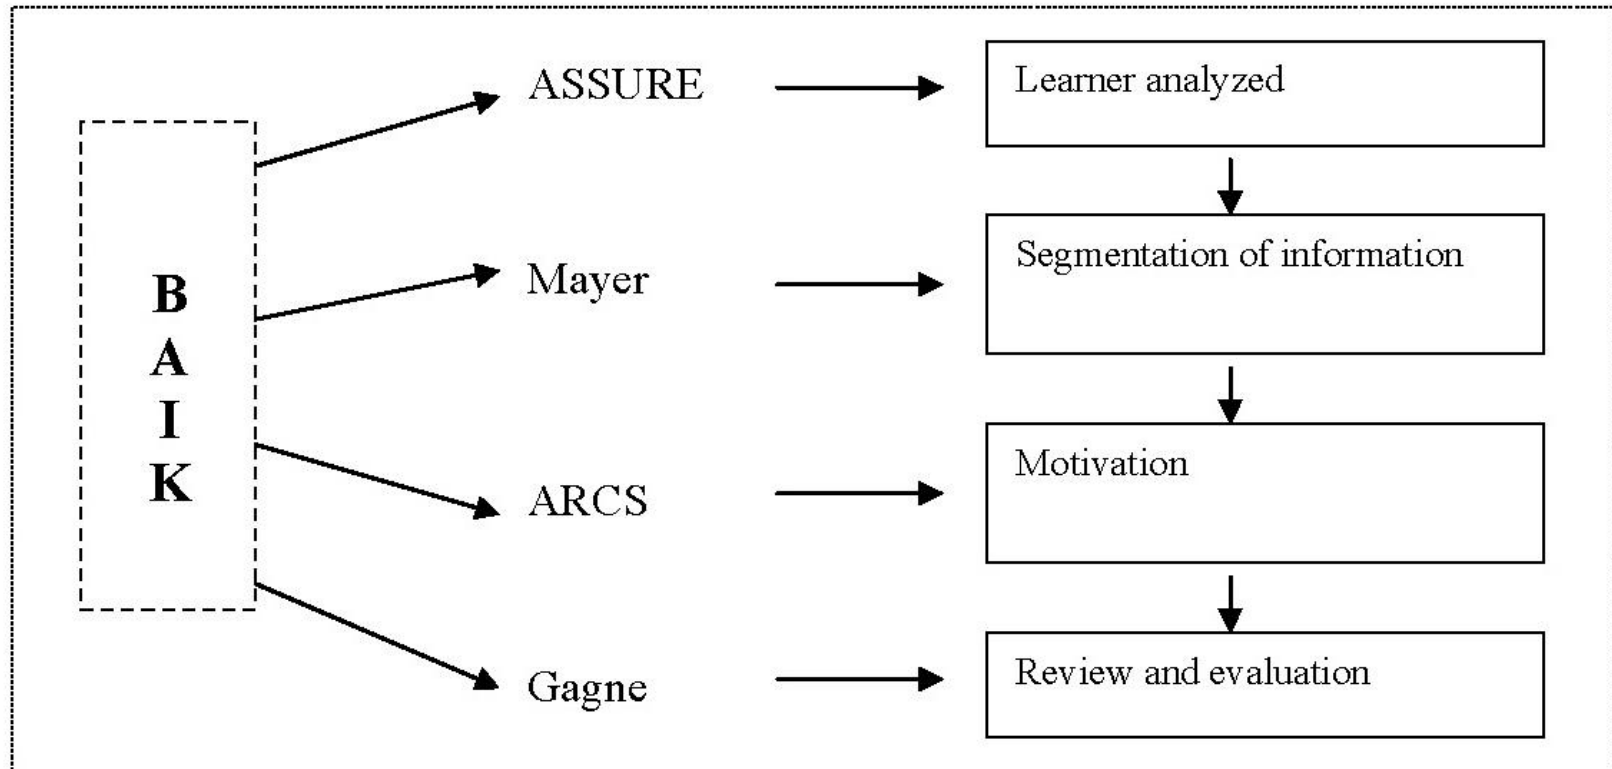 ASSURE
Learner analyzed
Mayer
Segmentation of information
B
A
I
K
ARCS
Motivation
Gagne
Review and evaluation